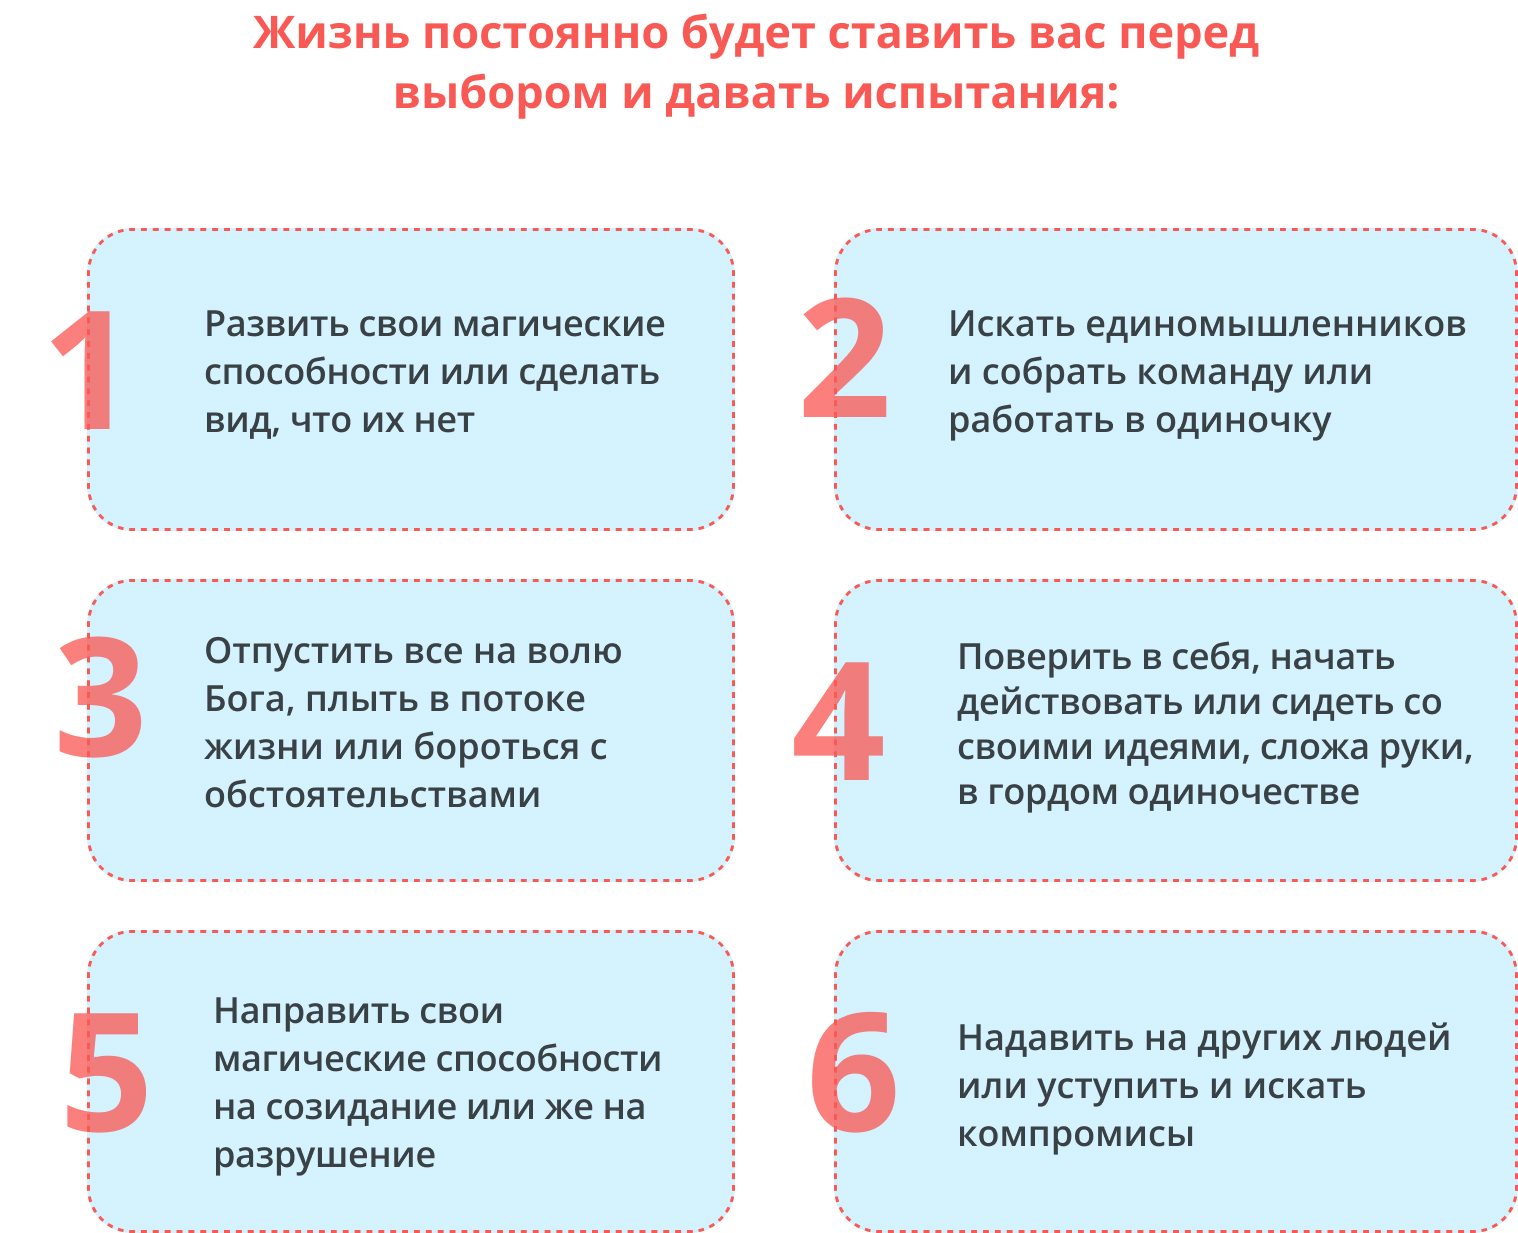 Жизнь постоянно будет ставить вас перед
выбором и давать испытания:
1
Развить свои магические
способности или сделать
вид, что их нет
2
Искать единомышленников
и собрать команду или
работать в одиночку
3
Отпустить все на волю
Бога, плыть в потоке
жизни или бороться с
обстоятельствами
4
Поверить в себя, начать
действовать или сидеть со
своими идеями, сложа руки,
в гордом одиночестве
5
Направить свои
магические способности
на созидание или же на
разрушение
6
Надавить на других людей
или уступить и искать
компромисы